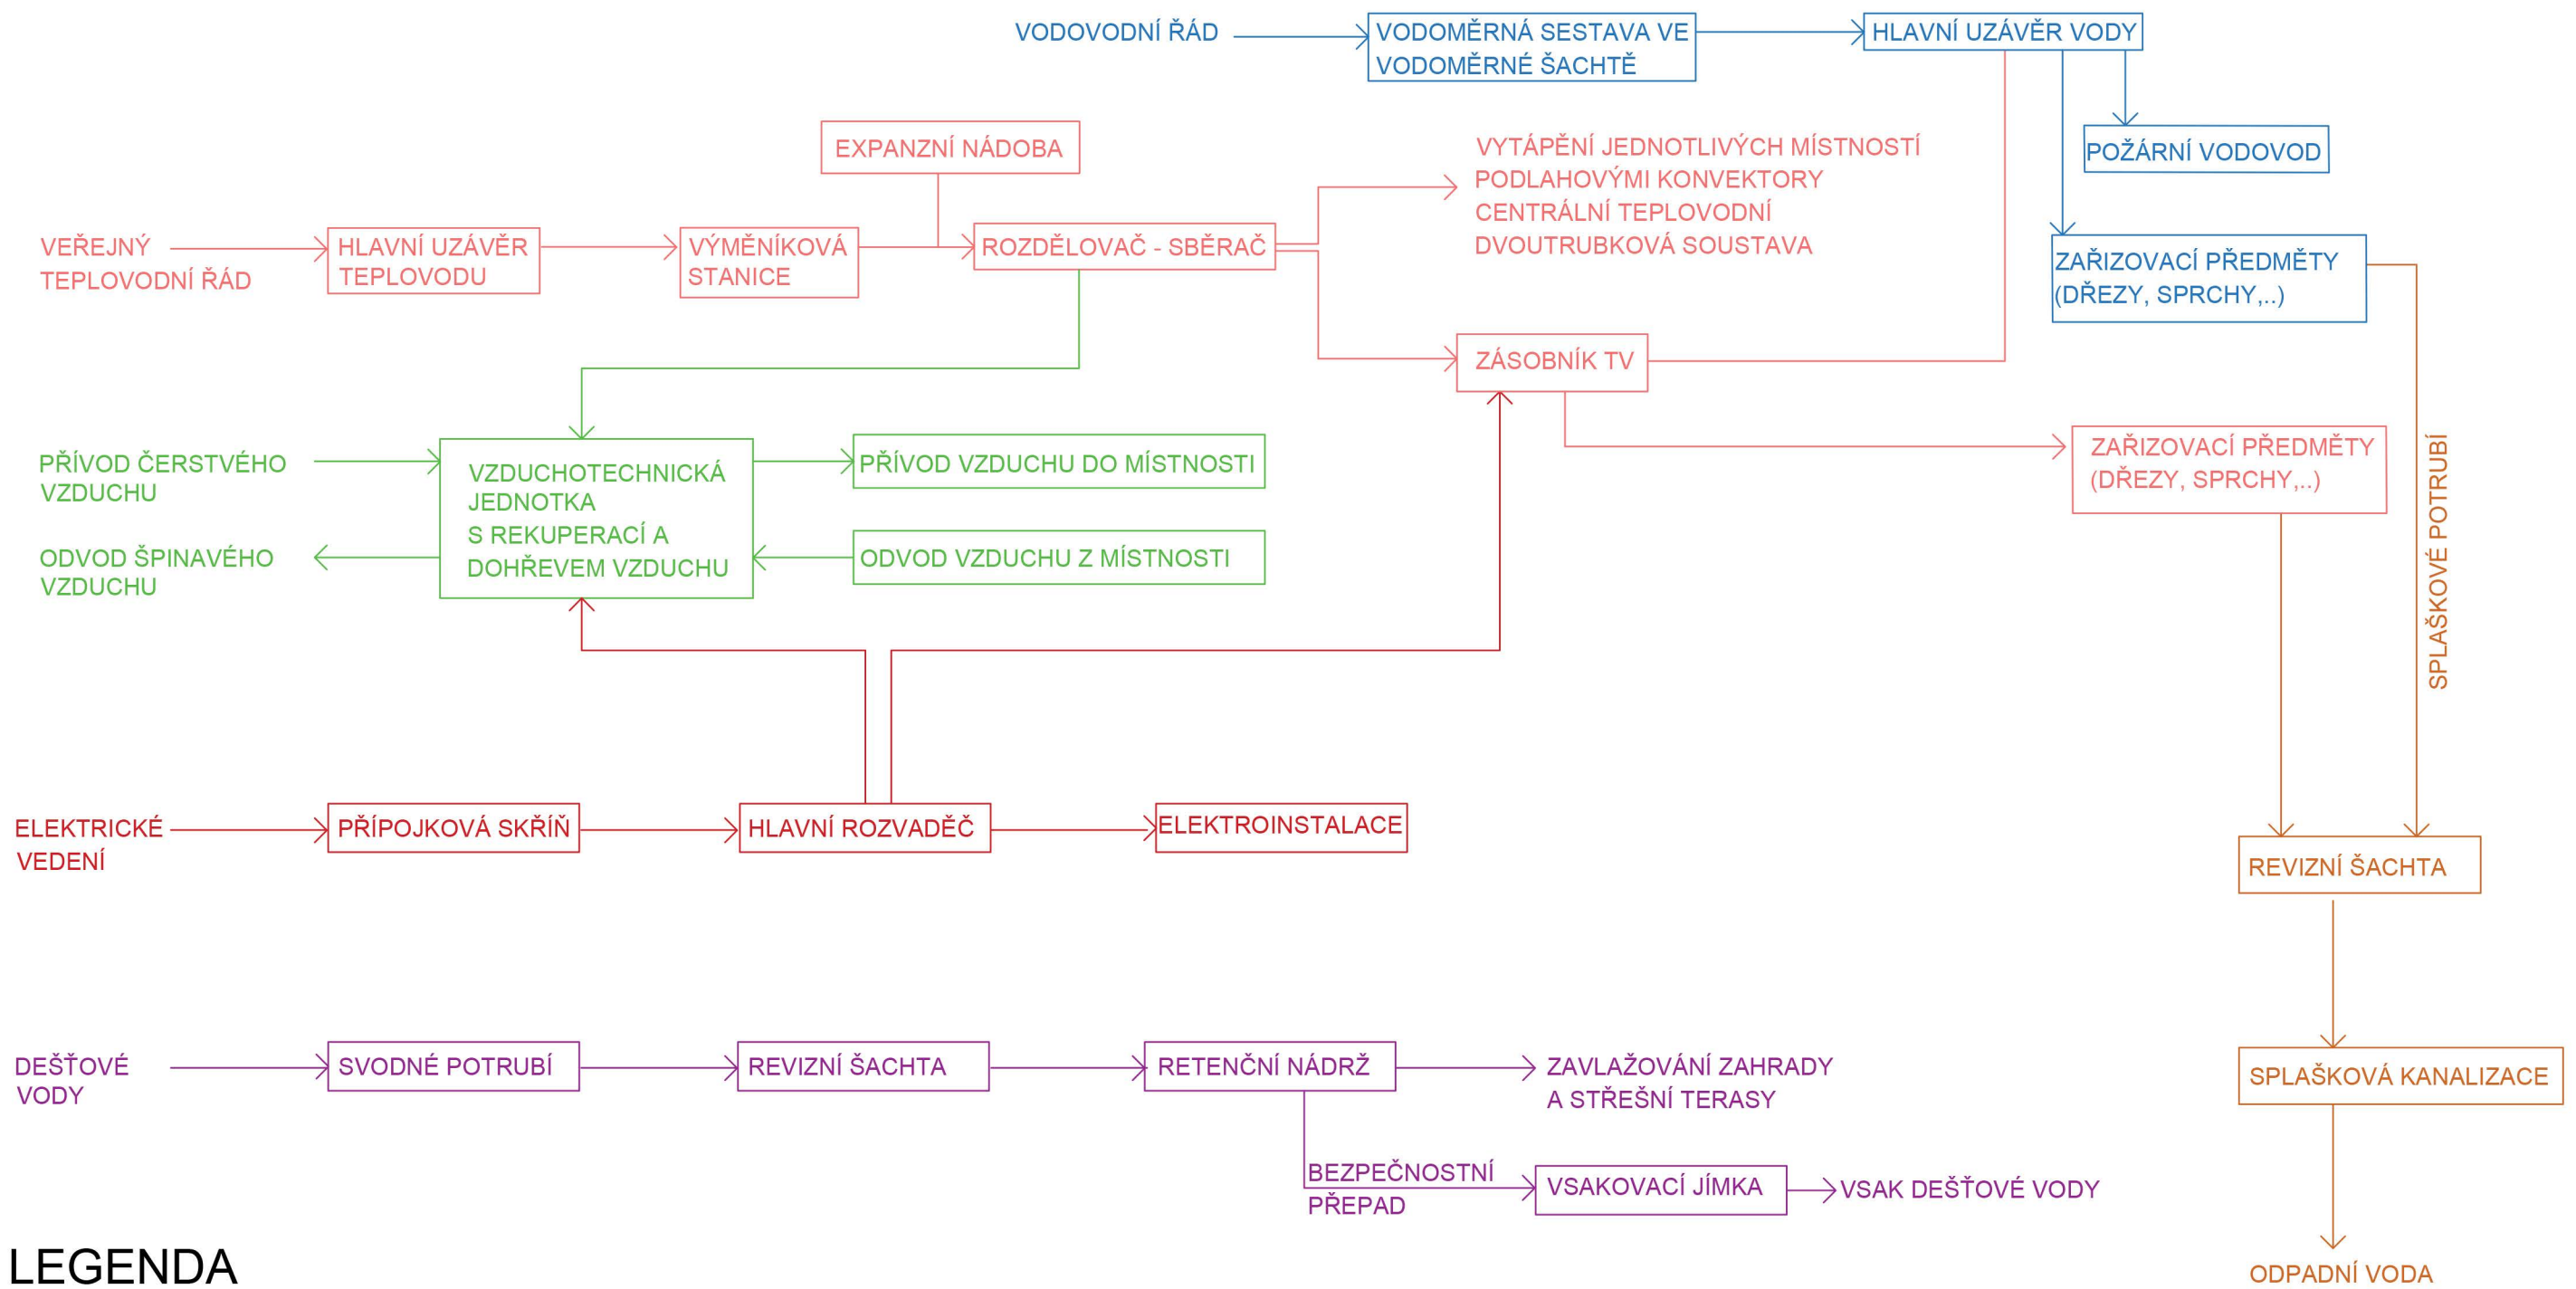 VODOVODNÍ ŘÁD
VODOMĚRNÁ SESTAVA VE
VODOMĚRNÉ ŠACHTĚ
HLAVNÍ UZÁVĚR VODY
POŽÁRNÍ VODOVOD
ZAŘIZOVACÍ PŘEDMĚTY
(DŘEZY, SPRCHY,..)
EXPANZNÍ NÁDOBA
VEŘEJNÝ
TEPLOVODNÍ ŘÁD
HLAVNÍ UZÁVĚR
TEPLOVODU
VÝMĚNÍKOVÁ
STANICE
ROZDĚLOVAČ - SBĚRAČ
VYTÁPĚNÍ JEDNOTLIVÝCH MÍSTNOSTÍ
PODLAHOVÝMI KONVEKTORY
CENTRÁLNÍ TEPLOVODNÍ
DVOUTRUBKOVÁ SOUSTAVA
ZÁSOBNÍK TV
ZAŘIZOVACÍ PŘEDMĚTY
(DŘEZY, SPRCHY,..)
SPLAŠKOVÉ POTRUBÍ
PŘÍVOD ČERSTVÉHO
VZDUCHU
ODVOD ŠPINAVÉHO
VZDUCHU
VZDUCHOTECHNICKÁ
JEDNOTKA
S REKUPERACÍ A
DOHŘEVEM VZDUCHU
PŘÍVOD VZDUCHU DO MÍSTNOSTI
ODVOD VZDUCHU Z MÍSTNOSTI
ELEKTRICKÉ
VEDENÍ
PŘÍPOJKOVÁ SKŘÍŇ
HLAVNÍ ROZVADĚČ
ELEKTROINSTALACE
REVIZNÍ ŠACHTA
SPLAŠKOVÁ KANALIZACE
ODPADNÍ VODA
DEŠŤOVÉ
VODY
SVODNÉ POTRUBÍ
REVIZNÍ ŠACHTA
RETENČNÍ NÁDRŽ
ZAVLAŽOVÁNÍ ZAHRADY
A STŘEŠNÍ TERASY
BEZPEČNOSTNÍ
PŘEPAD
VSAKOVACÍ JÍMKA
VSAK DEŠŤOVÉ VODY
LEGENDA